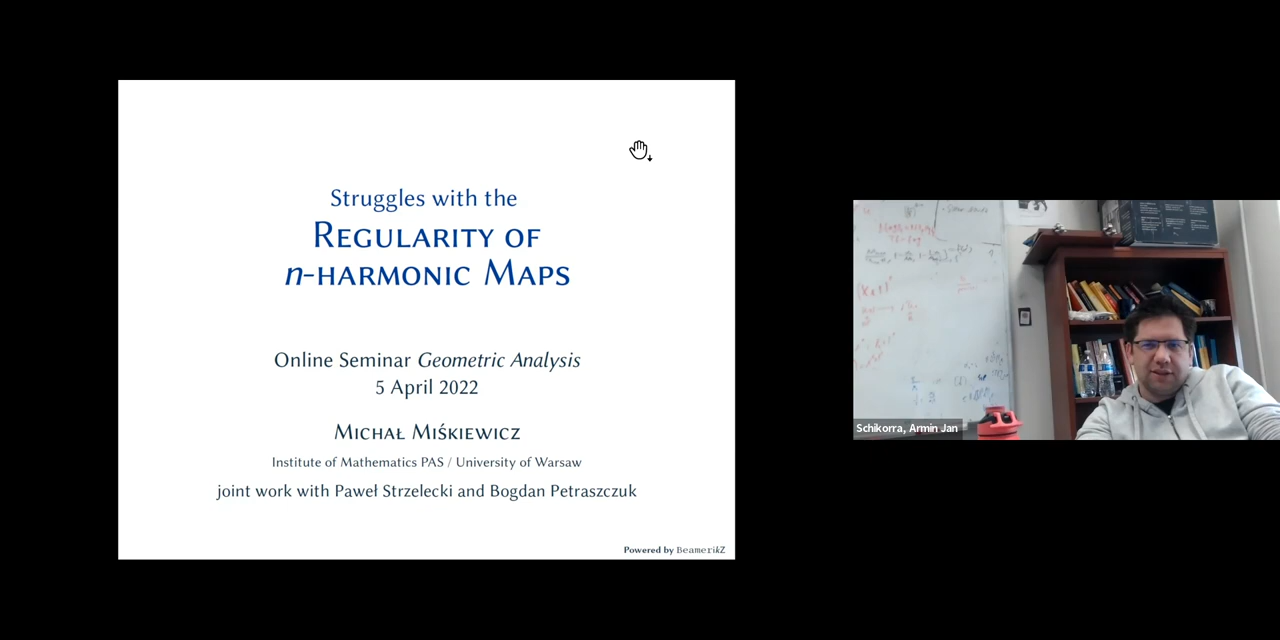 Struggles with the
REGULARITY OF
n-HARMONIC MAPS
Online Seminar Geometric Analysis
5 April 2022
MICHAŁ MIŚKIEWICZ
Institute of Mathematics PAS / University of Warsaw
joint work with Paweł Strzelecki and Bogdan Petraszczuk
Powered by BeamerikZ
Schikorra, Armin Jan